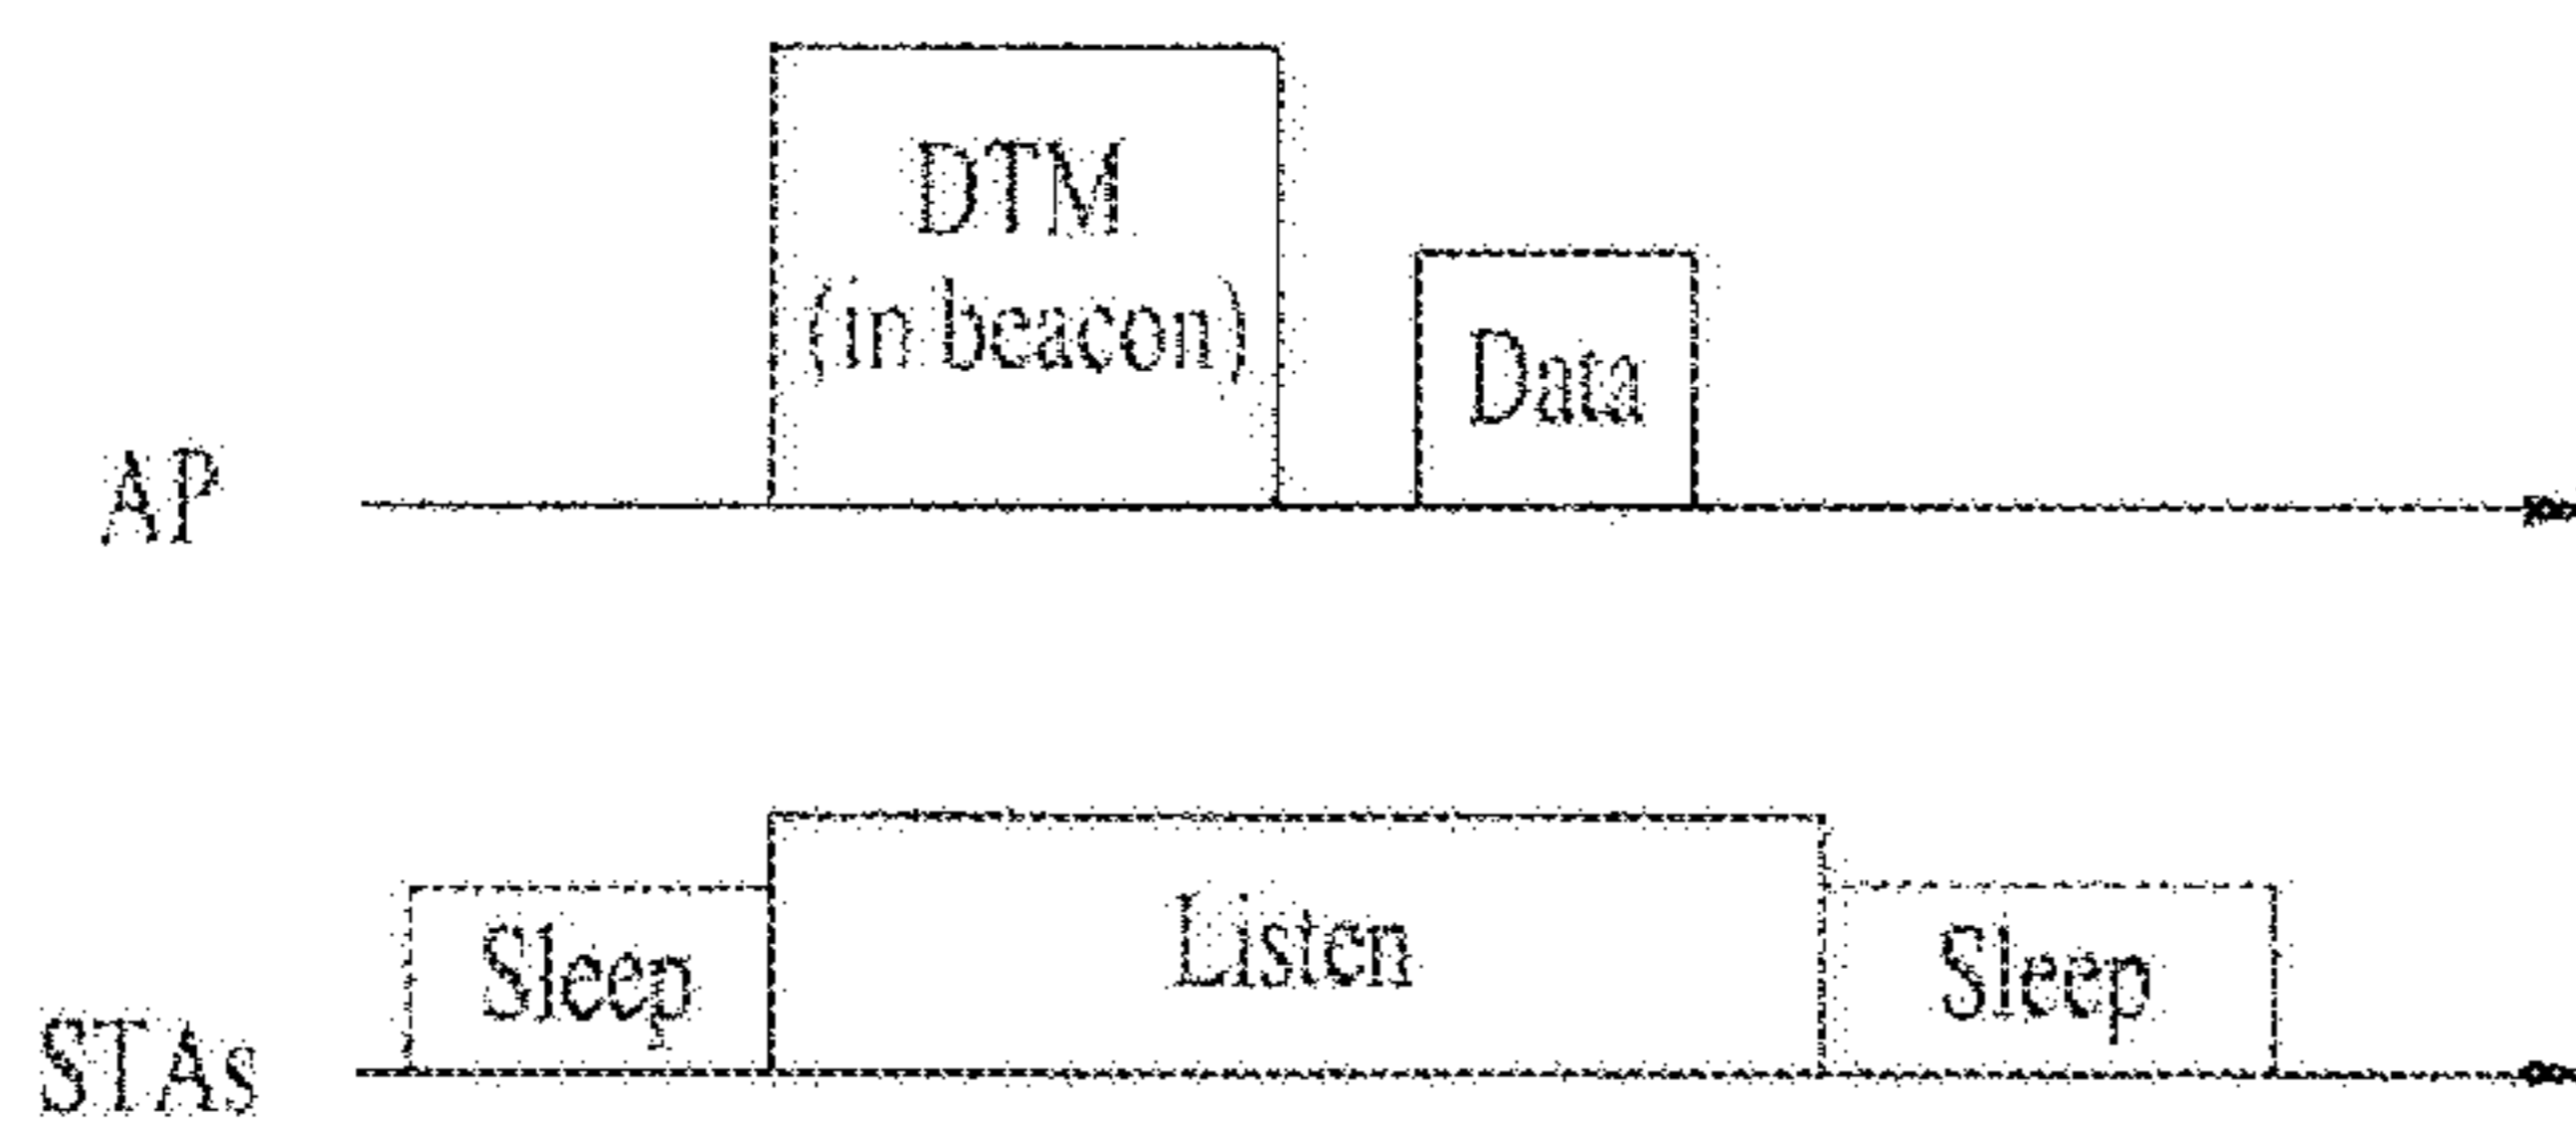 DTM
(in beacon)
Data
AP
Sleep
Listen
Sleep
STAs